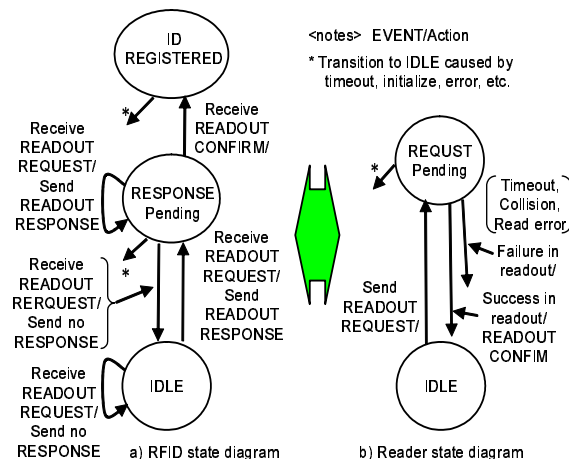 ID
REGISTERED
<notes> EVENT/Action
* Transition to IDLE caused by
timeout, initialize, error, etc.
*
Receive
READOUT
CONFIRM/
Receive
READOUT
REQUEST/
Send
READOUT
RESPONSE
RESPONSE
Pending
*
Receive
READOUT
RERQUEST/
Send no
RESPONSE
Receive
READOUT
REQUEST/
Send
READOUT
RESPONSE
Receive
READOUT
REQUEST/
Send no
RESPONSE
IDLE
a) RFID state diagram
*
REQUST
Pending
Timeout,
Collision,
Read error
Failure in
readout/
Send
READOUT
REQUEST/
Success in
readout/
READOUT
CONFIM
IDLE
b) Reader state diagram